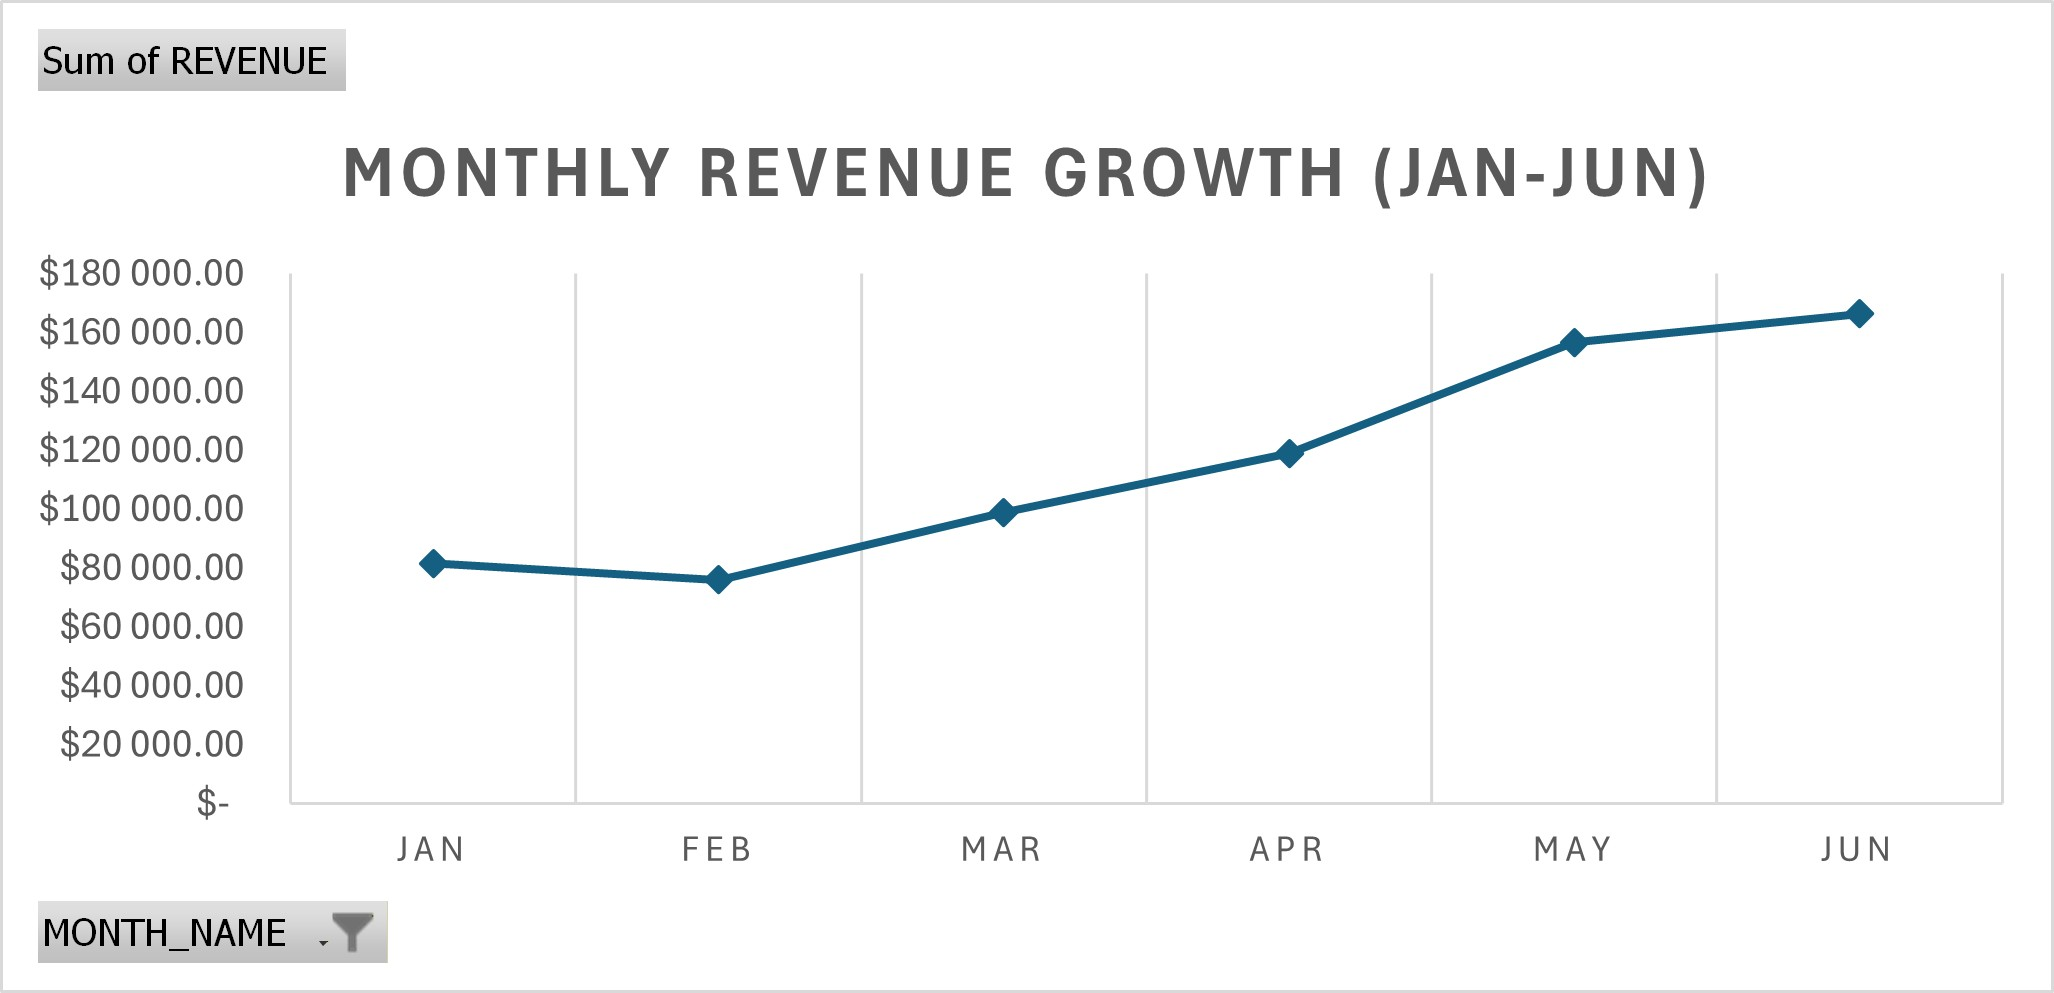 Sum of REVENUE
MONTHLY REVENUE GROWTH (JAN-JUN)
$180 000.00
$160 000.00
$140 000.00
$120 000.00
$100 000.00
$80 000.00
$60 000.00
$40 000.00
$20 000.00
$-
JAN FEB MAR APR MAY JUN
MONTH_NAME